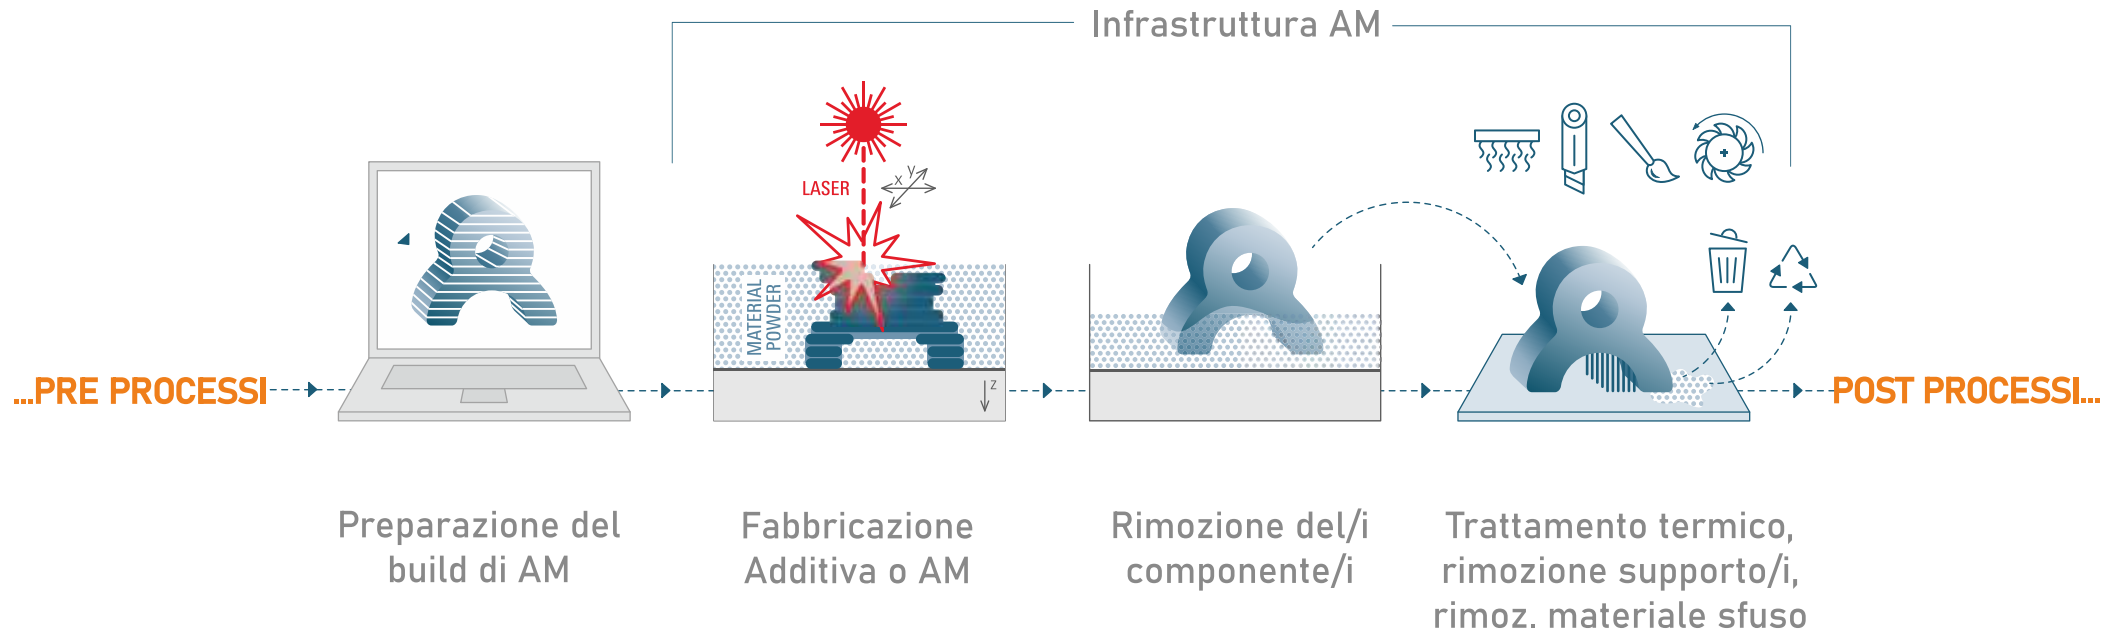 Infrastruttura AM
LASER
x
y
MATERIAL
POWDER
z
...PRE PROCESSI
POST PROCESSI...
Preparazione del
build di AM
Fabbricazione
Additiva o AM
Rimozione del/i
componente/i
Trattamento termico,
rimozione supporto/i,
rimoz. materiale sfuso